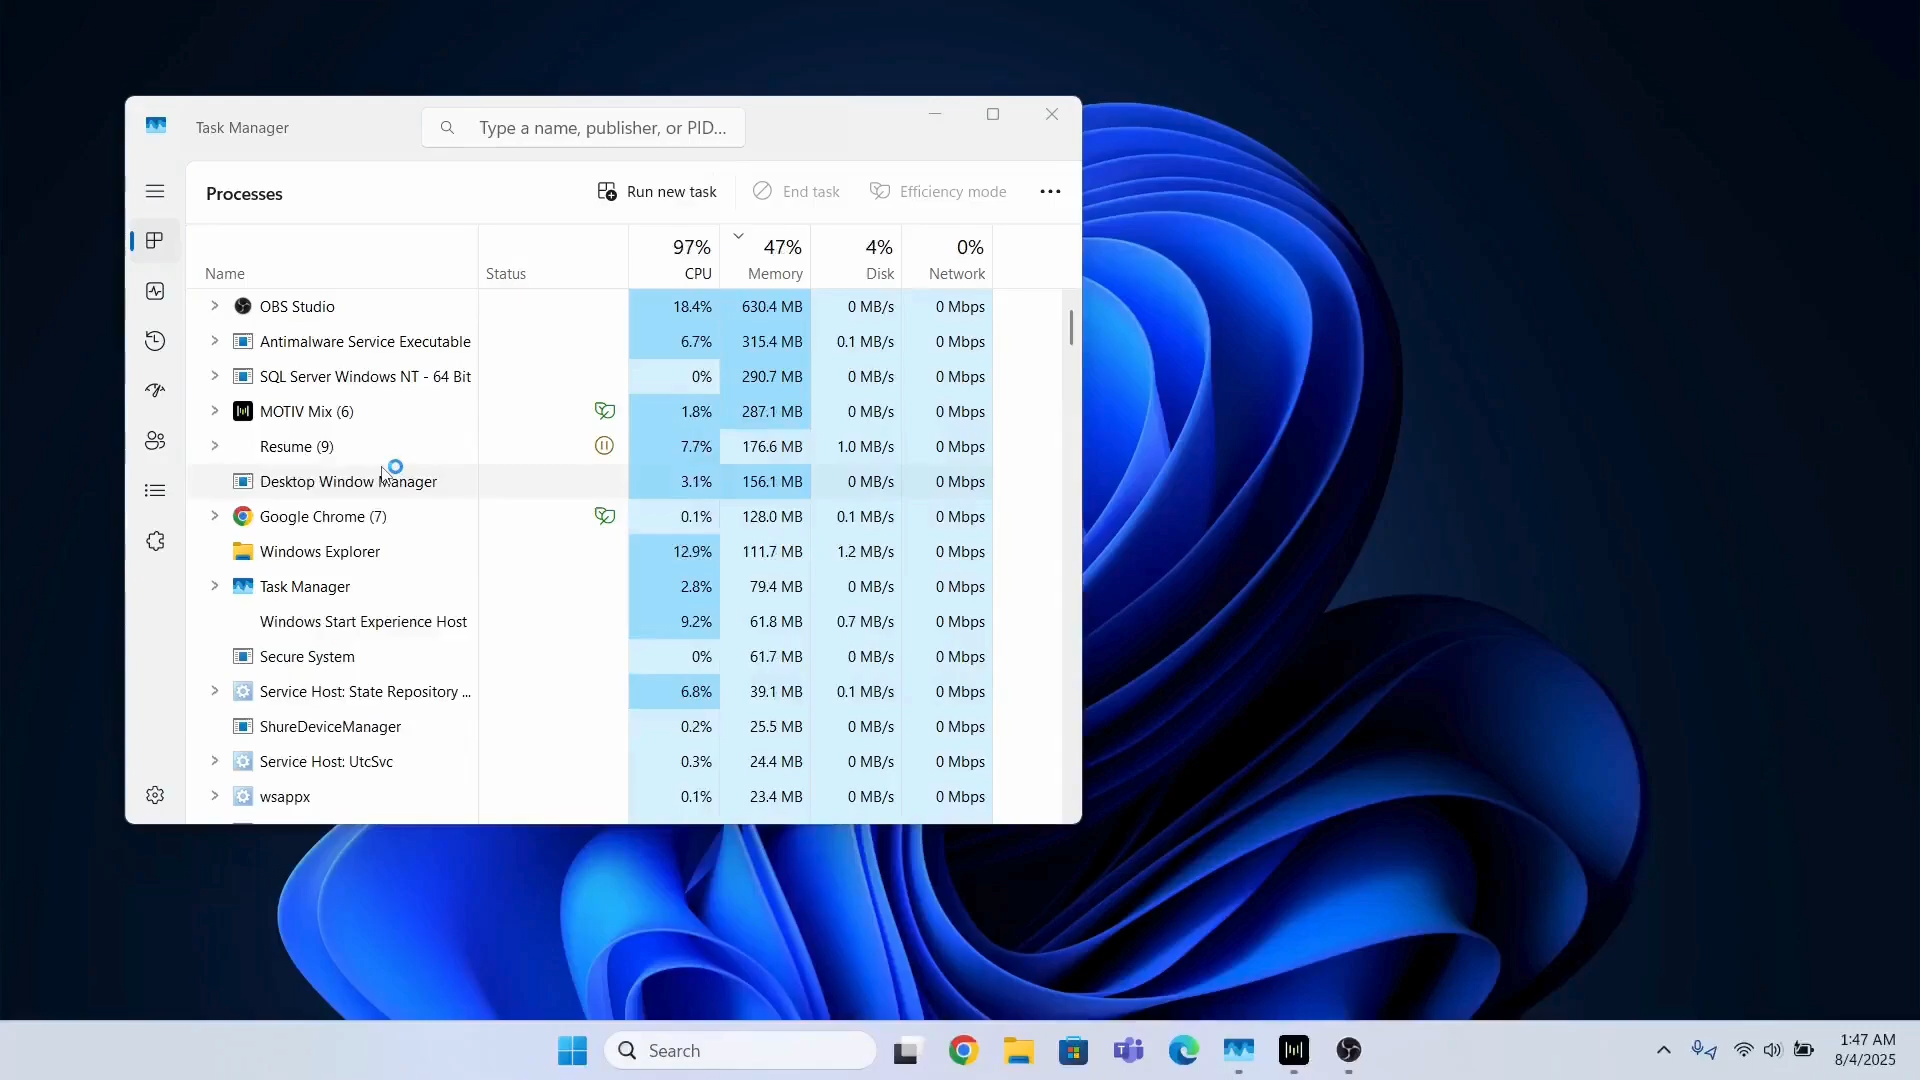 Task Manager
Type a name, publisher, or PID...
Processes
Run new task
End task
Efficiency mode
97% 47% 4% 0%
Name Status CPU Memory Disk Network
OBS Studio 18.4% 630.4 MB 0 MB/s 0 Mbps
Antimalware Service Executable 6.7% 315.4 MB 0.1 MB/s 0 Mbps
SQL Server Windows NT - 64 Bit 0% 290.7 MB 0 MB/s 0 Mbps
MOTIV Mix (6) 1.8% 287.1 MB 0 MB/s 0 Mbps
Resume (9) 7.7% 176.6 MB 1.0 MB/s 0 Mbps
Desktop Window Manager 3.1% 156.1 MB 0 MB/s 0 Mbps
Google Chrome (7) 0.1% 128.0 MB 0.1 MB/s 0 Mbps
Windows Explorer 12.9% 111.7 MB 1.2 MB/s 0 Mbps
Task Manager 2.8% 79.4 MB 0 MB/s 0 Mbps
Windows Start Experience Host 9.2% 61.8 MB 0.7 MB/s 0 Mbps
Secure System 0% 61.7 MB 0 MB/s 0 Mbps
Service Host: State Repository ... 6.8% 39.1 MB 0.1 MB/s 0 Mbps
ShureDeviceManager 0.2% 25.5 MB 0 MB/s 0 Mbps
Service Host: UtcSvc 0.3% 24.4 MB 0 MB/s 0 Mbps
wsappx 0.1% 23.4 MB 0 MB/s 0 Mbps
Search
1:47 AM
8/4/2025